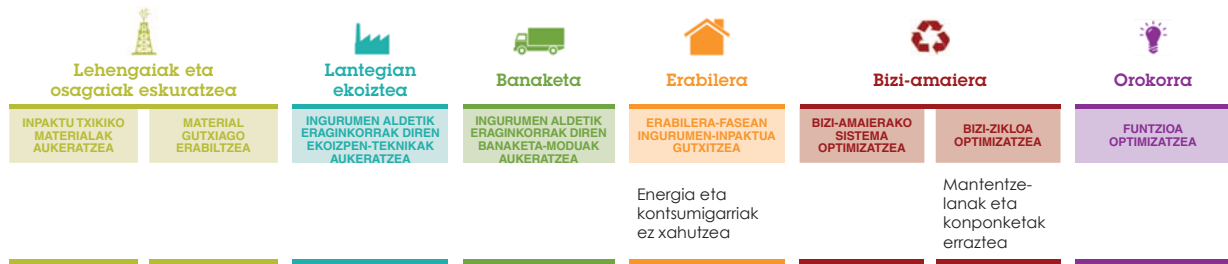 Lehengaiak eta
osagaiak eskuratzea
Lantegian
ekoiztea
Banaketa
Erabilera
Bizi-amaiera
Orokorra
INPAKTU TXIKIKO
MATERIALAK
AUKERATZEA
MATERIAL
GUTXIAGO
ERABILTZEA
INGURUMEN ALDETIK
ERAGINKORRAK DIREN
EKOIZPEN-TEKNIKAK
AUKERATZEA
INGURUMEN ALDETIK
ERAGINKORRAK DIREN
BANAKETA-MODUAK
AUKERATZEA
ERABILERA-FASEAN
INGURUMEN-INPAKTUA
GUTXITZEA
BIZI-AMAIERAKO
SISTEMA
OPTIMIZATZEA
BIZI-ZIKLOA
OPTIMIZATZEA
FUNTZIOA
OPTIMIZATZEA
Energia eta
kontsumigarriak
ez xahutzea
Mantentze-
lanak eta
konponketak
erraztea